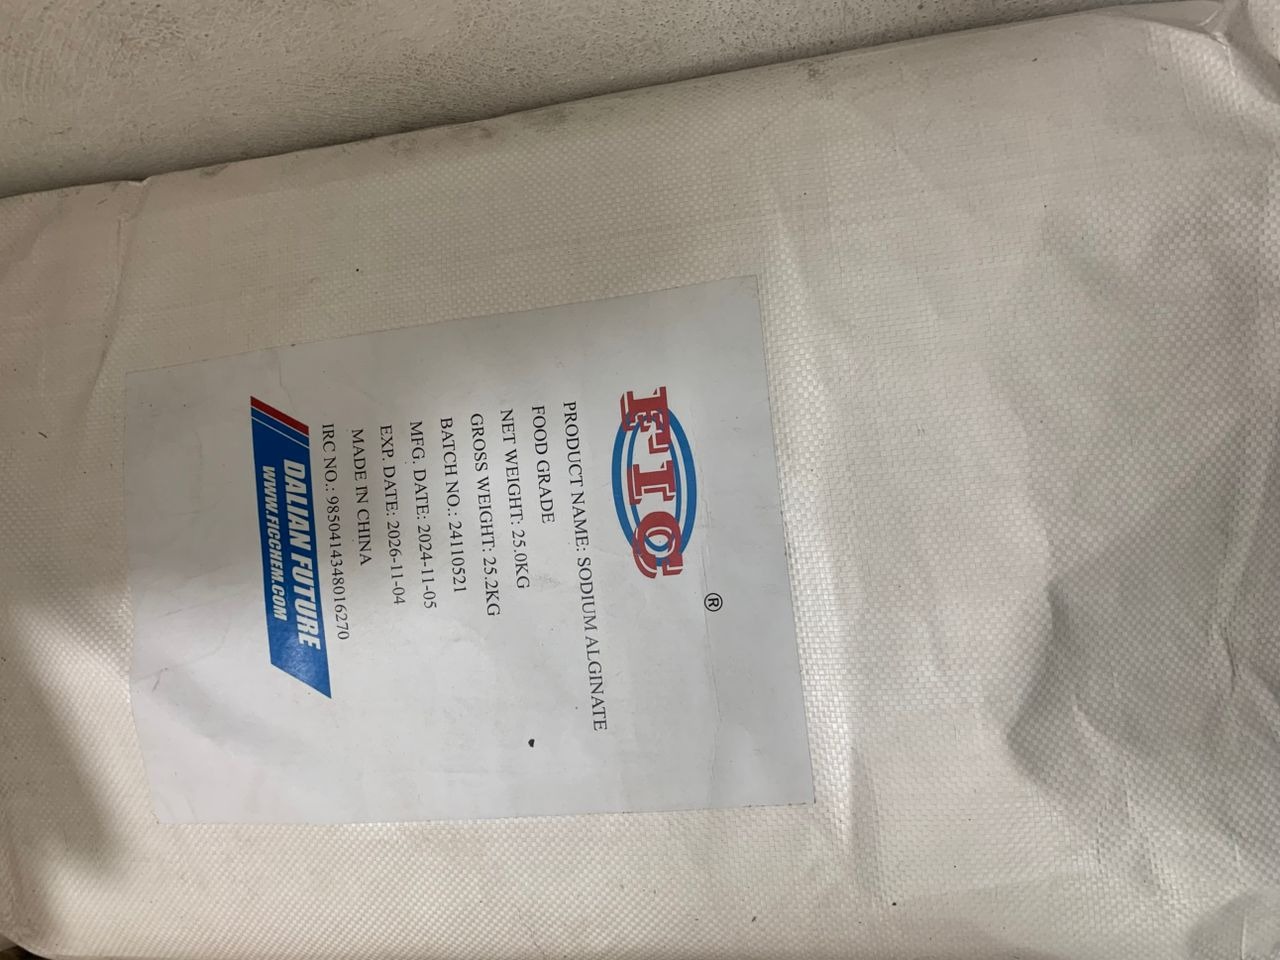 FIC
®
PRODUCT NAME: SODIUM ALGINATE
FOOD GRADE
NET WEIGHT: 25.0KG
GROSS WEIGHT: 25.2KG
BATCH NO.: 24110521
MFG. DATE: 2024-11-05
EXP. DATE: 2026-11-04
MADE IN CHINA
IRC NO.: 9850414348016270
DALIAN FUTURE
WWW.FICCHEM.COM